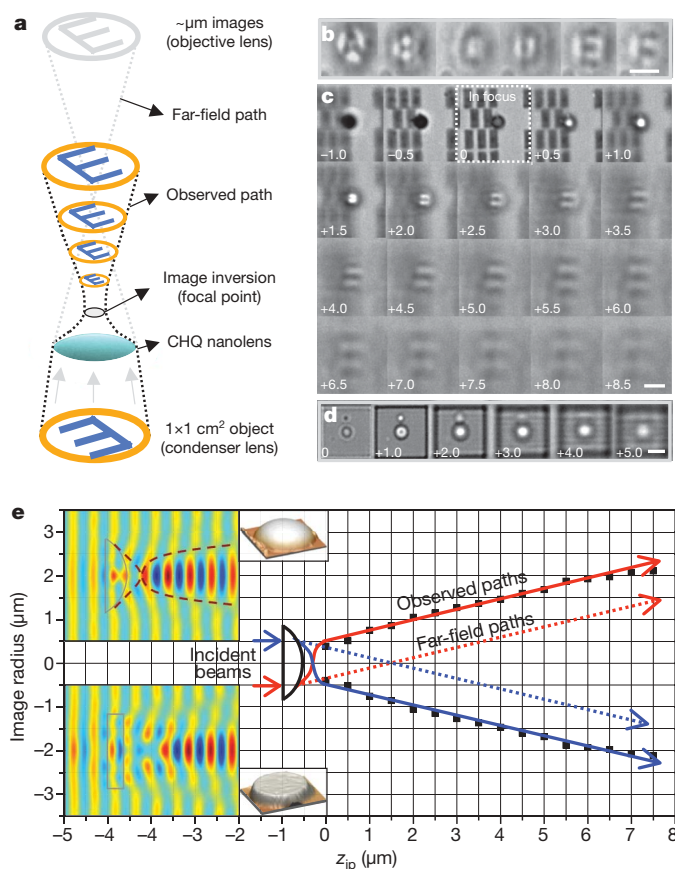 a
~μm images
(objective lens)
Far-field path
Observed path
Image inversion
(focal point)
CHQ nanolens
1×1 cm² object
(condenser lens)
b
c
In focus
−1.0
−0.5
0
+0.5
+1.0
+1.5
+2.0
+2.5
+3.0
+3.5
+4.0
+4.5
+5.0
+5.5
+6.0
+6.5
+7.0
+7.5
+8.0
+8.5
d
0
+1.0
+2.0
+3.0
+4.0
+5.0
e
Image radius (μm)
3
2
1
0
−1
−2
−3
Incident
beams
Observed paths
Far-field paths
−5
−4
−3
−2
−1
0
1
2
3
4
5
6
7
8
z_ip (μm)